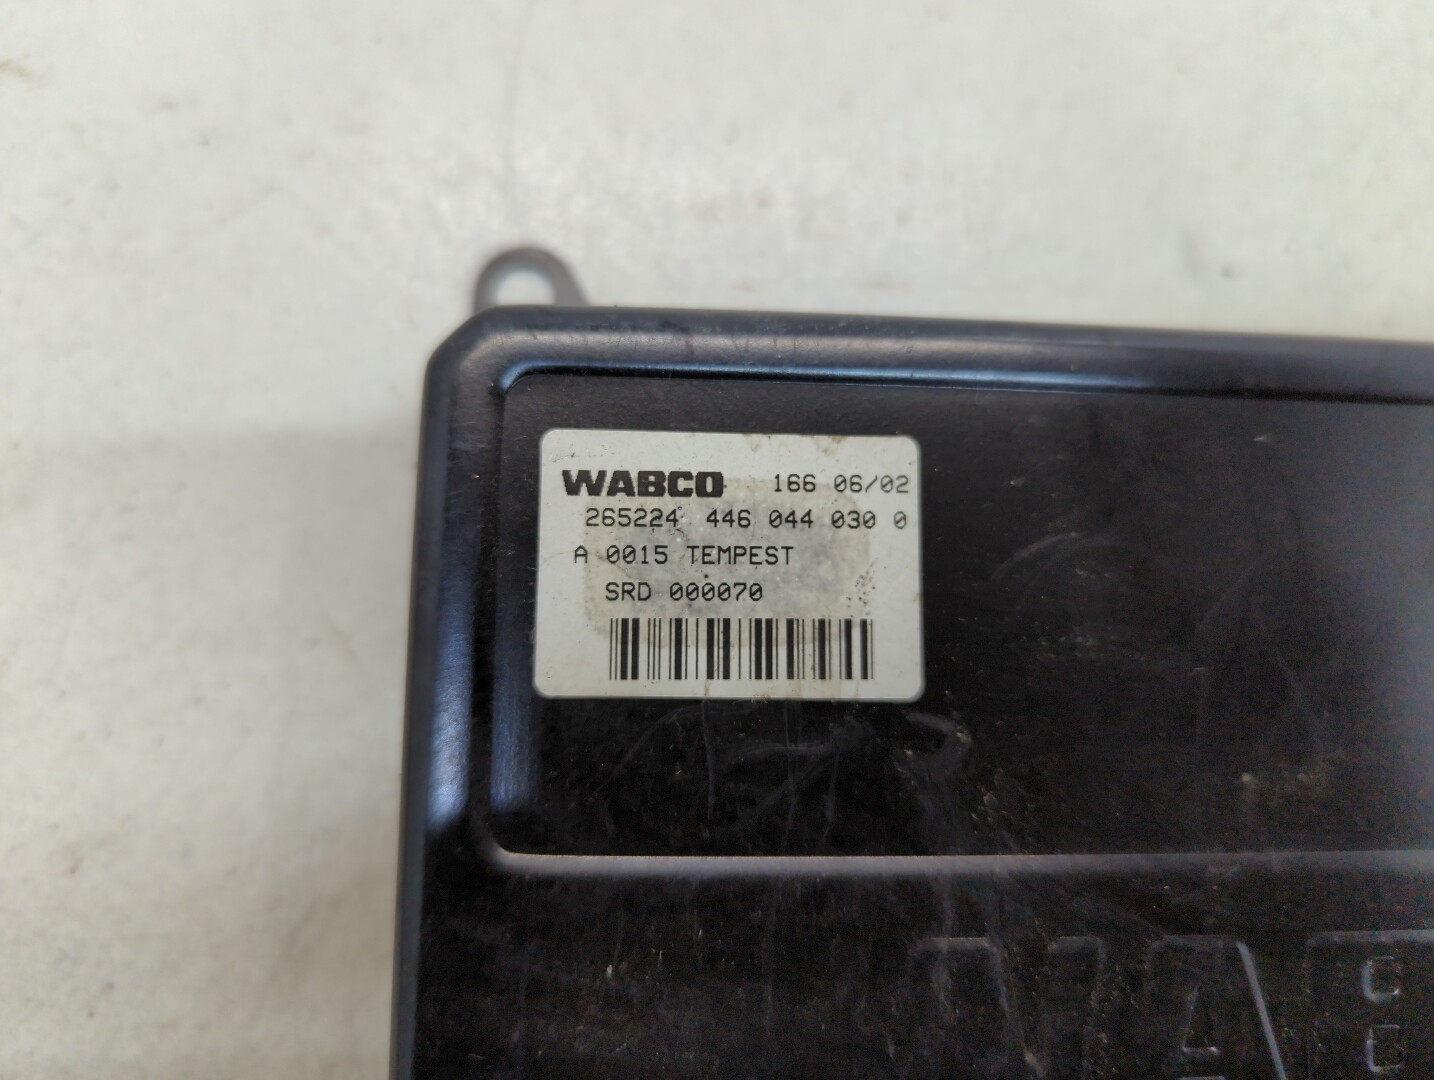 WABCO 166 06/02
265224 446 044 030 0
A 0015 TEMPEST
SRD 000070